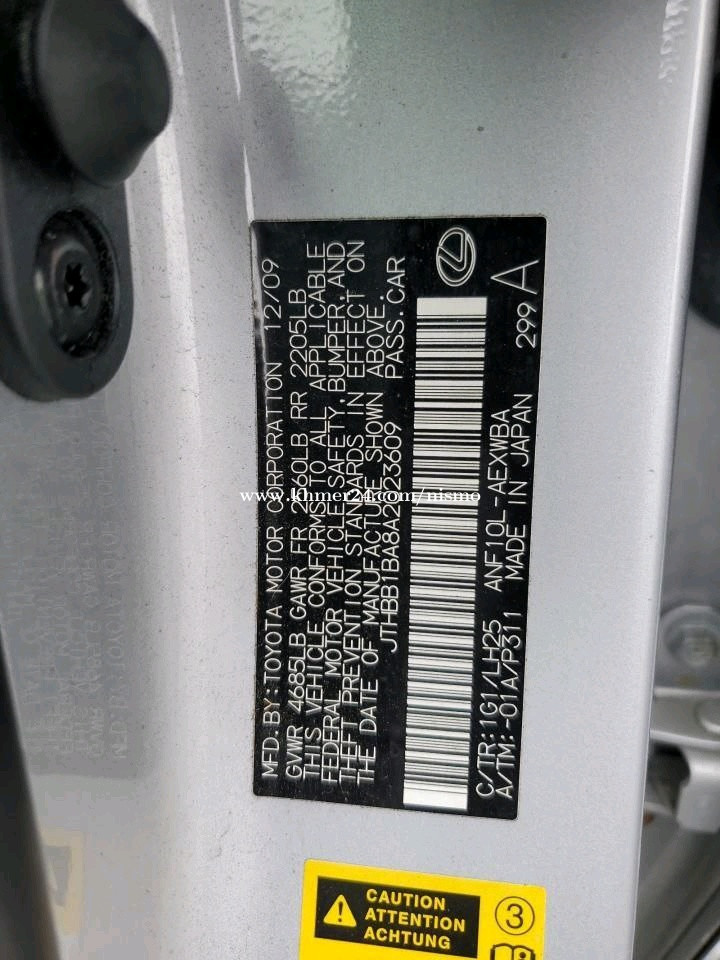 MFD.BY:TOYOTA MOTOR CORPORATION 12/09
GVWR 4685LB GAWR FR 2560LB RR 2205LB
THIS VEHICLE CONFORMS TO ALL APPLICABLE
FEDERAL MOTOR VEHICLE SAFETY, BUMPER, AND
THEFT PREVENTION STANDARDS IN EFFECT ON
THE DATE OF MANUFACTURE SHOWN ABOVE.
JTHBB1BA8A2023609 PASS.CAR
C/TR:1G1/LH25 ANF10L-AEXWBA
A/TM:-01A/P311 MADE IN JAPAN 299 A
www.khmer24.com/nismo
CAUTION
ATTENTION
ACHTUNG
3